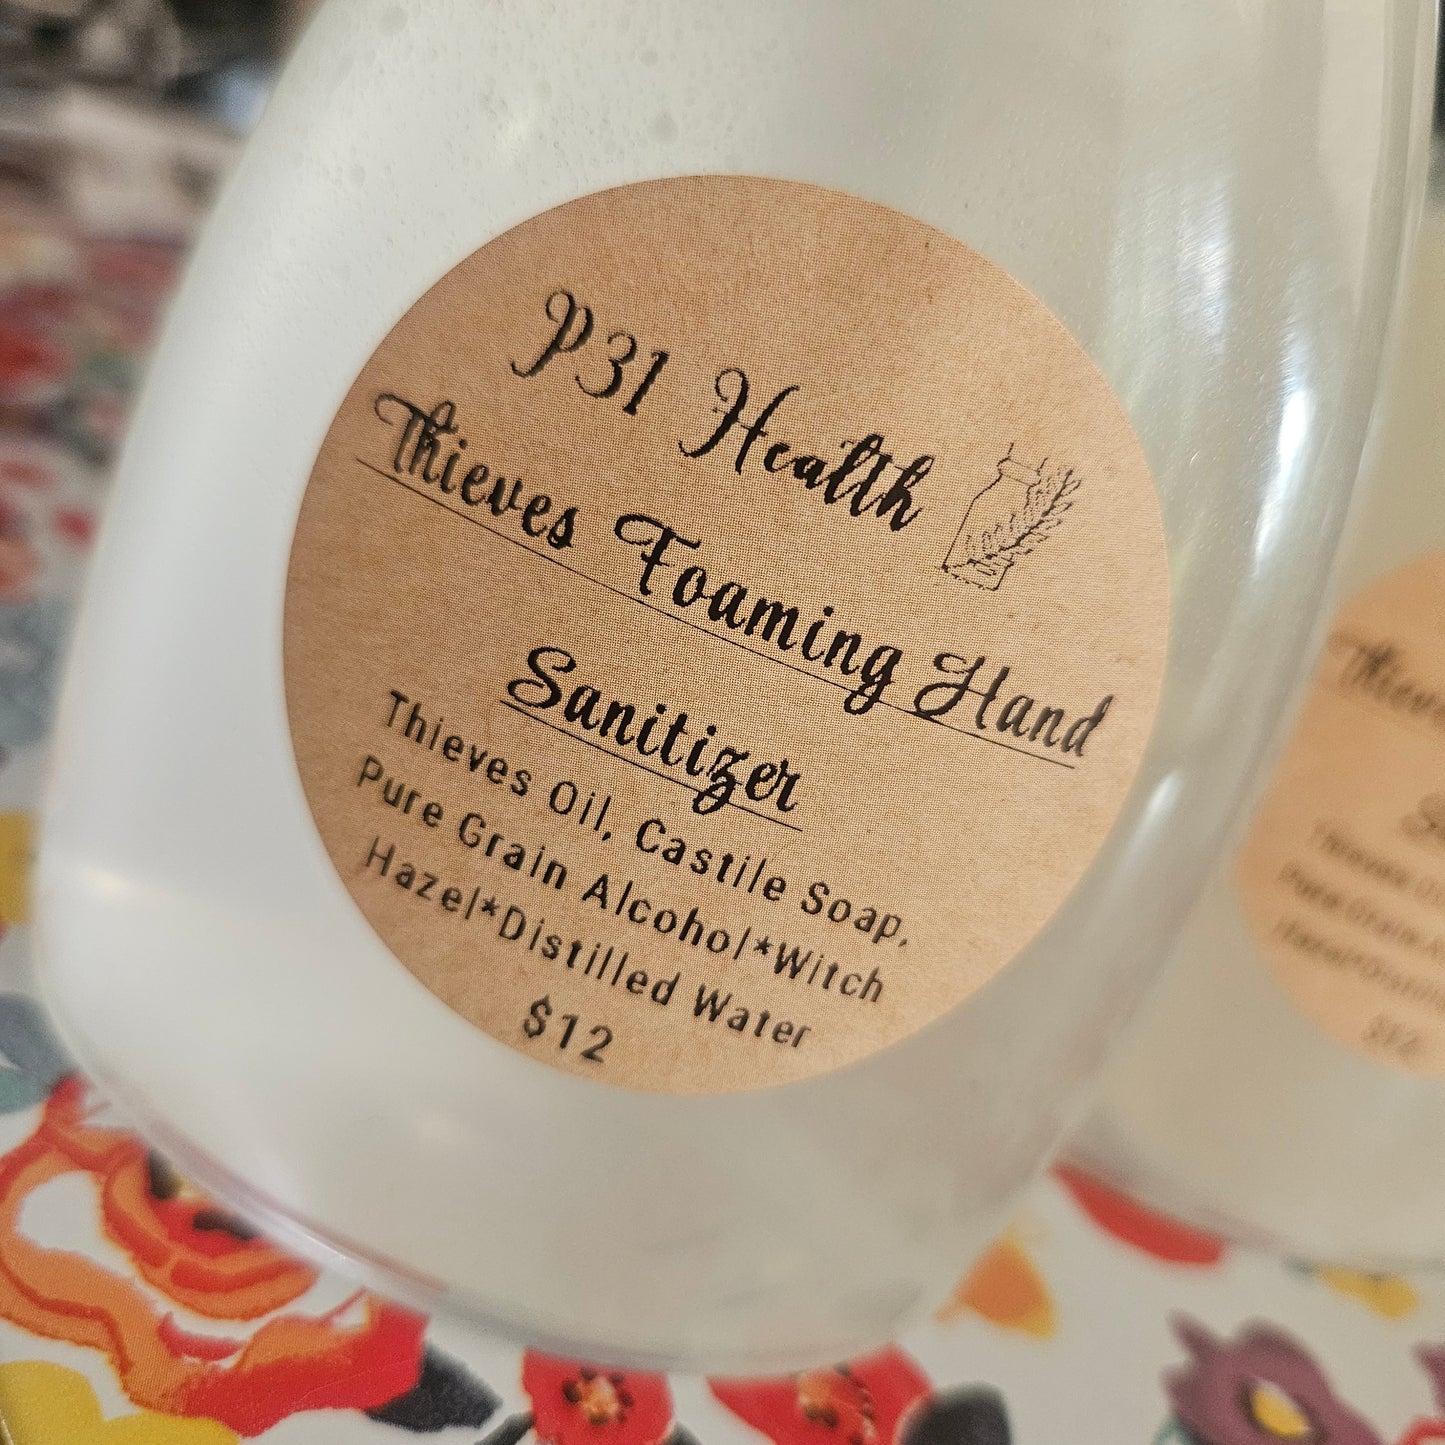 P31 Health
Thieves Foaming Hand
Sanitizer
Thieves Oil, Castile Soap,
Pure Grain Alcohol*Witch
Hazel*Distilled Water
$12